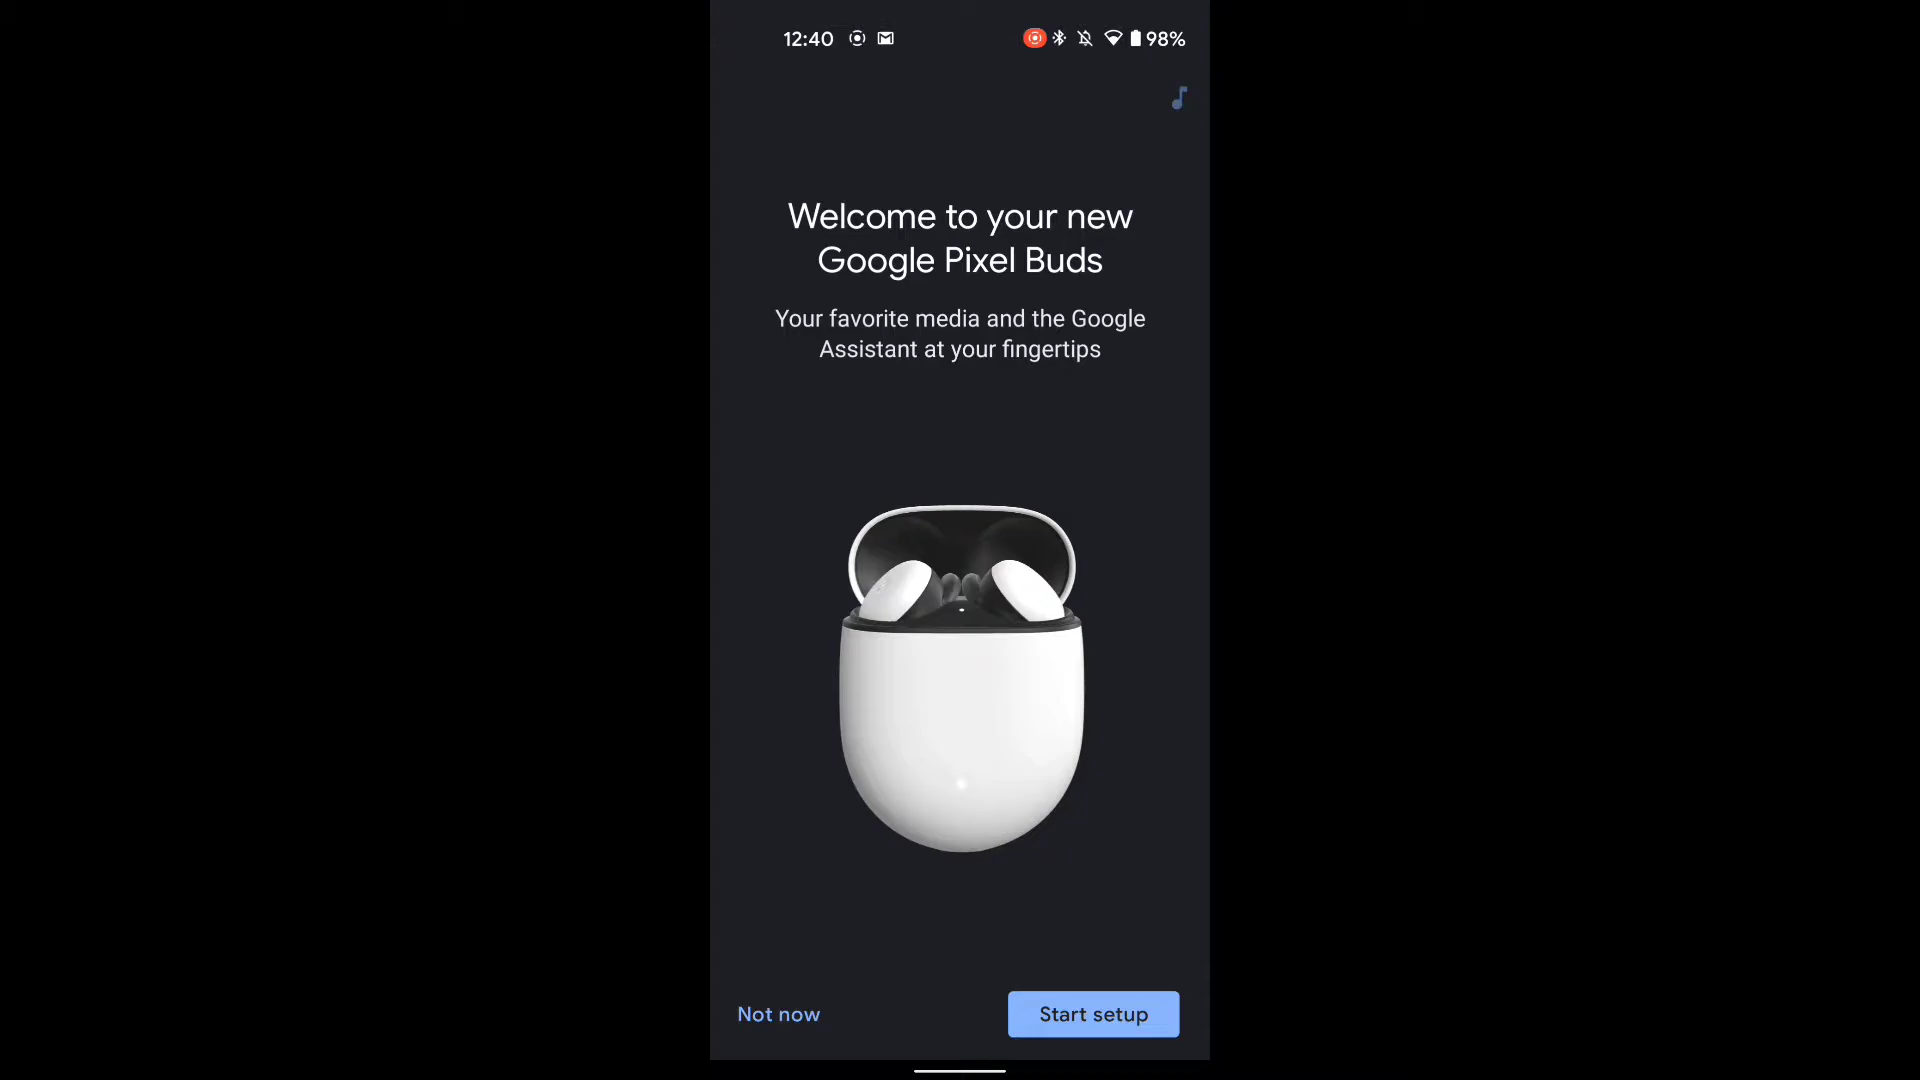 12:40
98%
Welcome to your new
Google Pixel Buds
Your favorite media and the Google
Assistant at your fingertips
Not now
Start setup